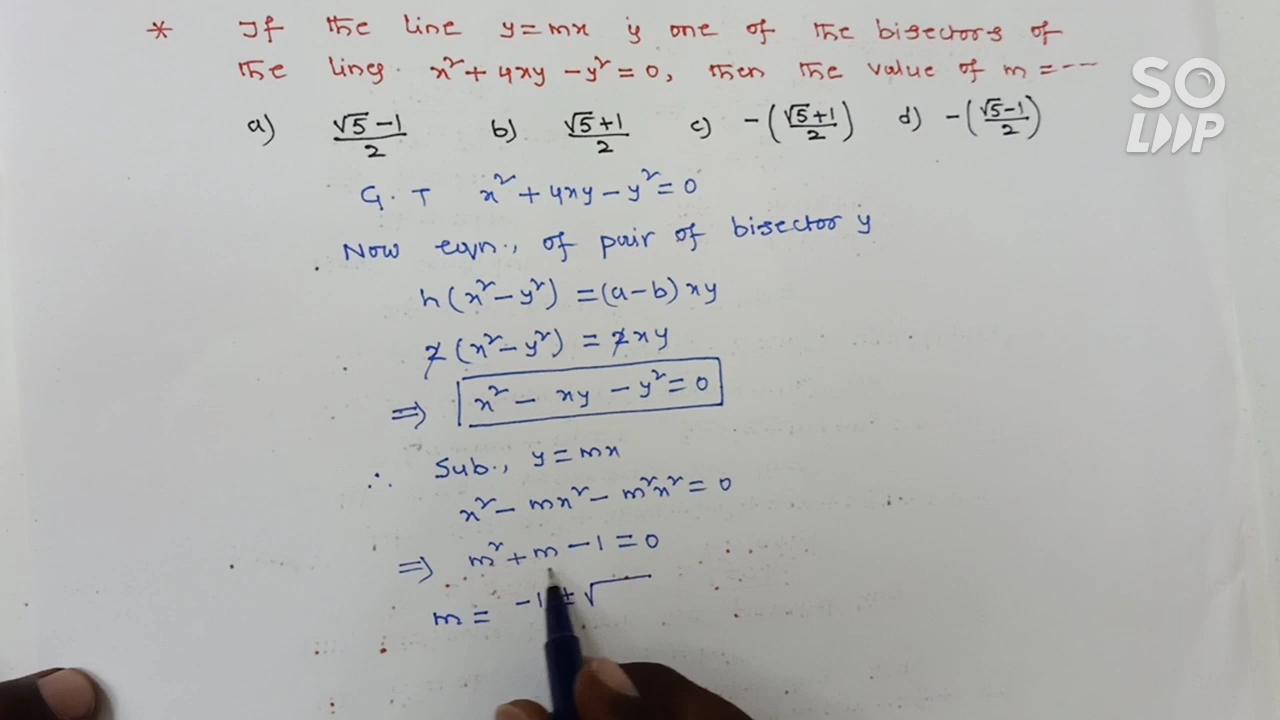 * If the line y = mx is one of the bisectors of
the lines x² + 4xy - y² = 0, then the value of m = ---
a) (√5 - 1)/2 b) (√5 + 1)/2 c) -((√5 + 1)/2) d) -((√5 - 1)/2)
G.T x² + 4xy - y² = 0
Now eqn., of pair of bisector is
h(x² - y²) = (a - b)xy
2(x² - y²) = 2xy
⇒ x² - xy - y² = 0
∴ Sub., y = mx
x² - mx² - m²x² = 0
⇒ m² + m - 1 = 0
m = -1 ± √
SO LOOP